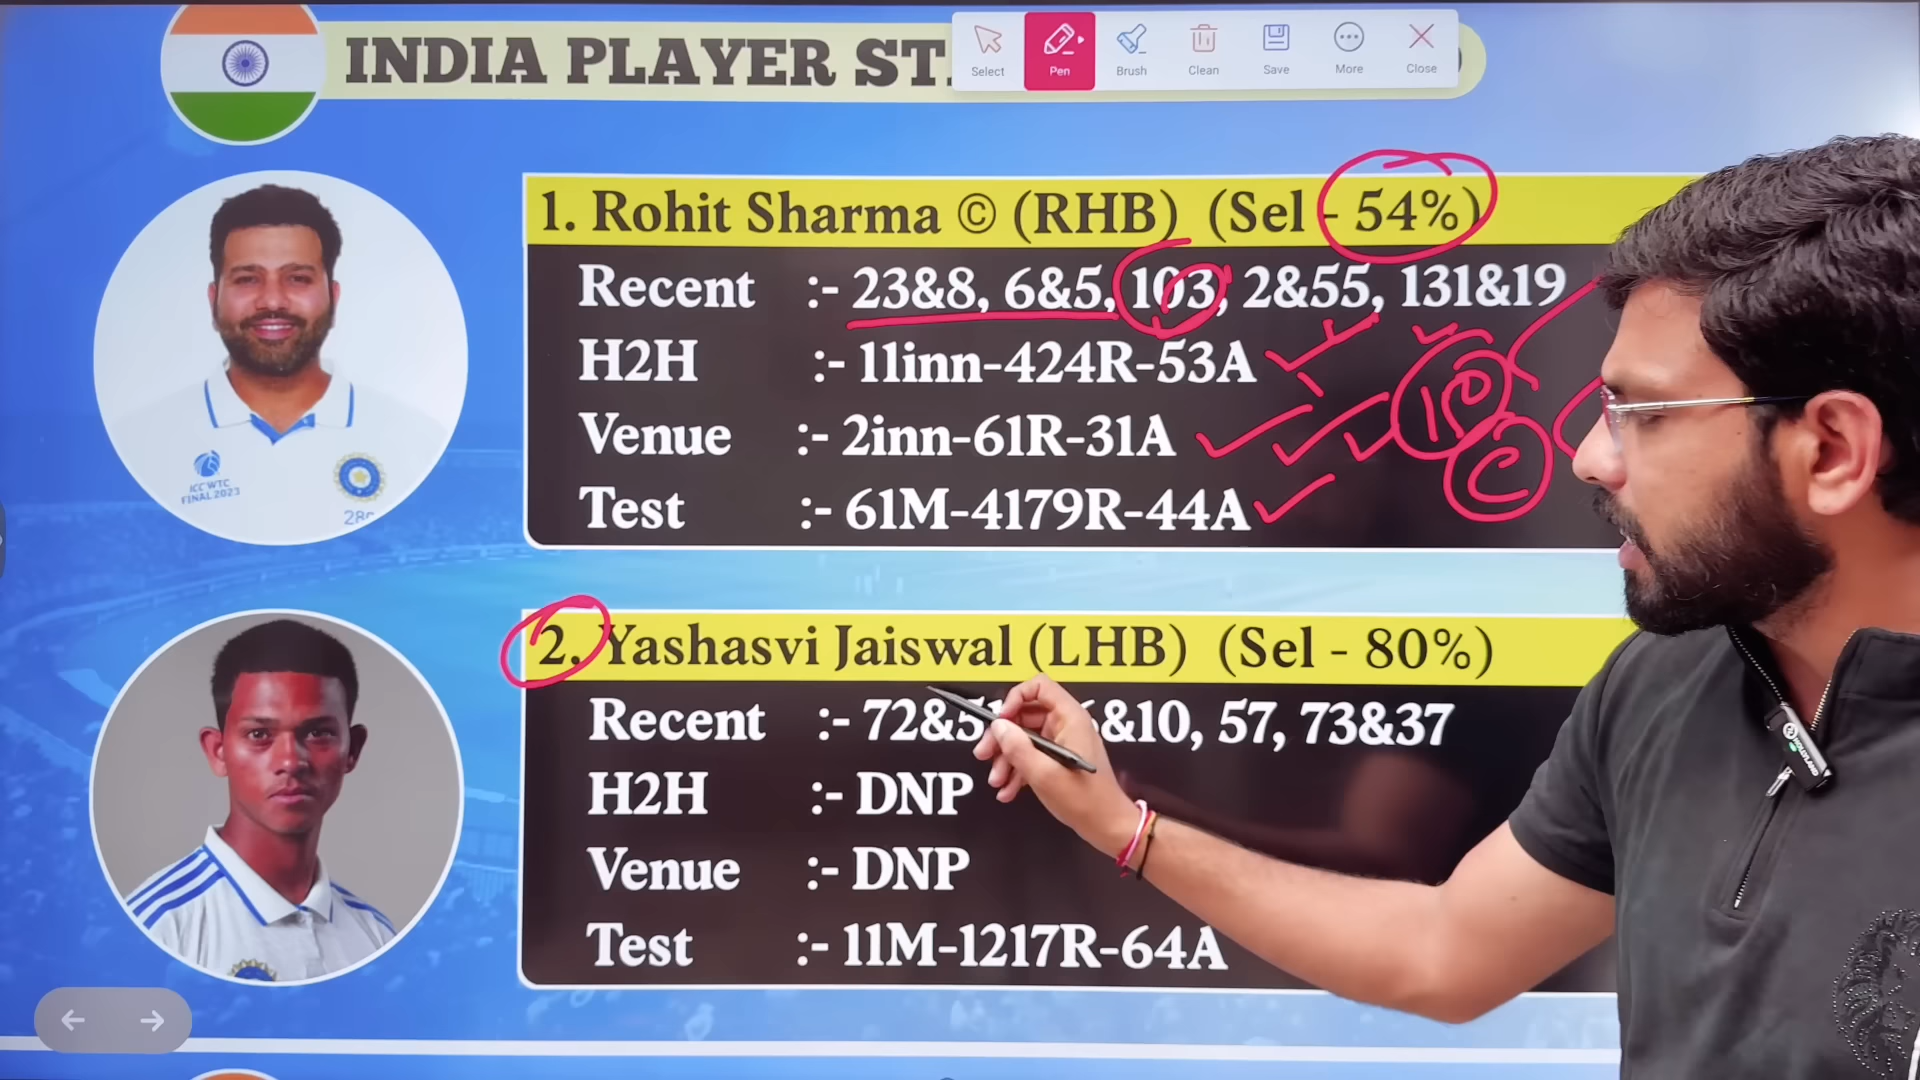 INDIA PLAYER ST
Select
Pen
Brush
Clean
Save
More
Close
1. Rohit Sharma © (RHB) (Sel - 54%)
Recent :- 23&8, 6&5, 103, 2&55, 131&19
H2H :- 11inn-424R-53A
Venue :- 2inn-61R-31A
Test :- 61M-4179R-44A
10
C
ICC WTC
FINAL 2023
280
2. Yashasvi Jaiswal (LHB) (Sel - 80%)
Recent :- 72&5 &10, 57, 73&37
H2H :- DNP
Venue :- DNP
Test :- 11M-1217R-64A
HOLLYLAND